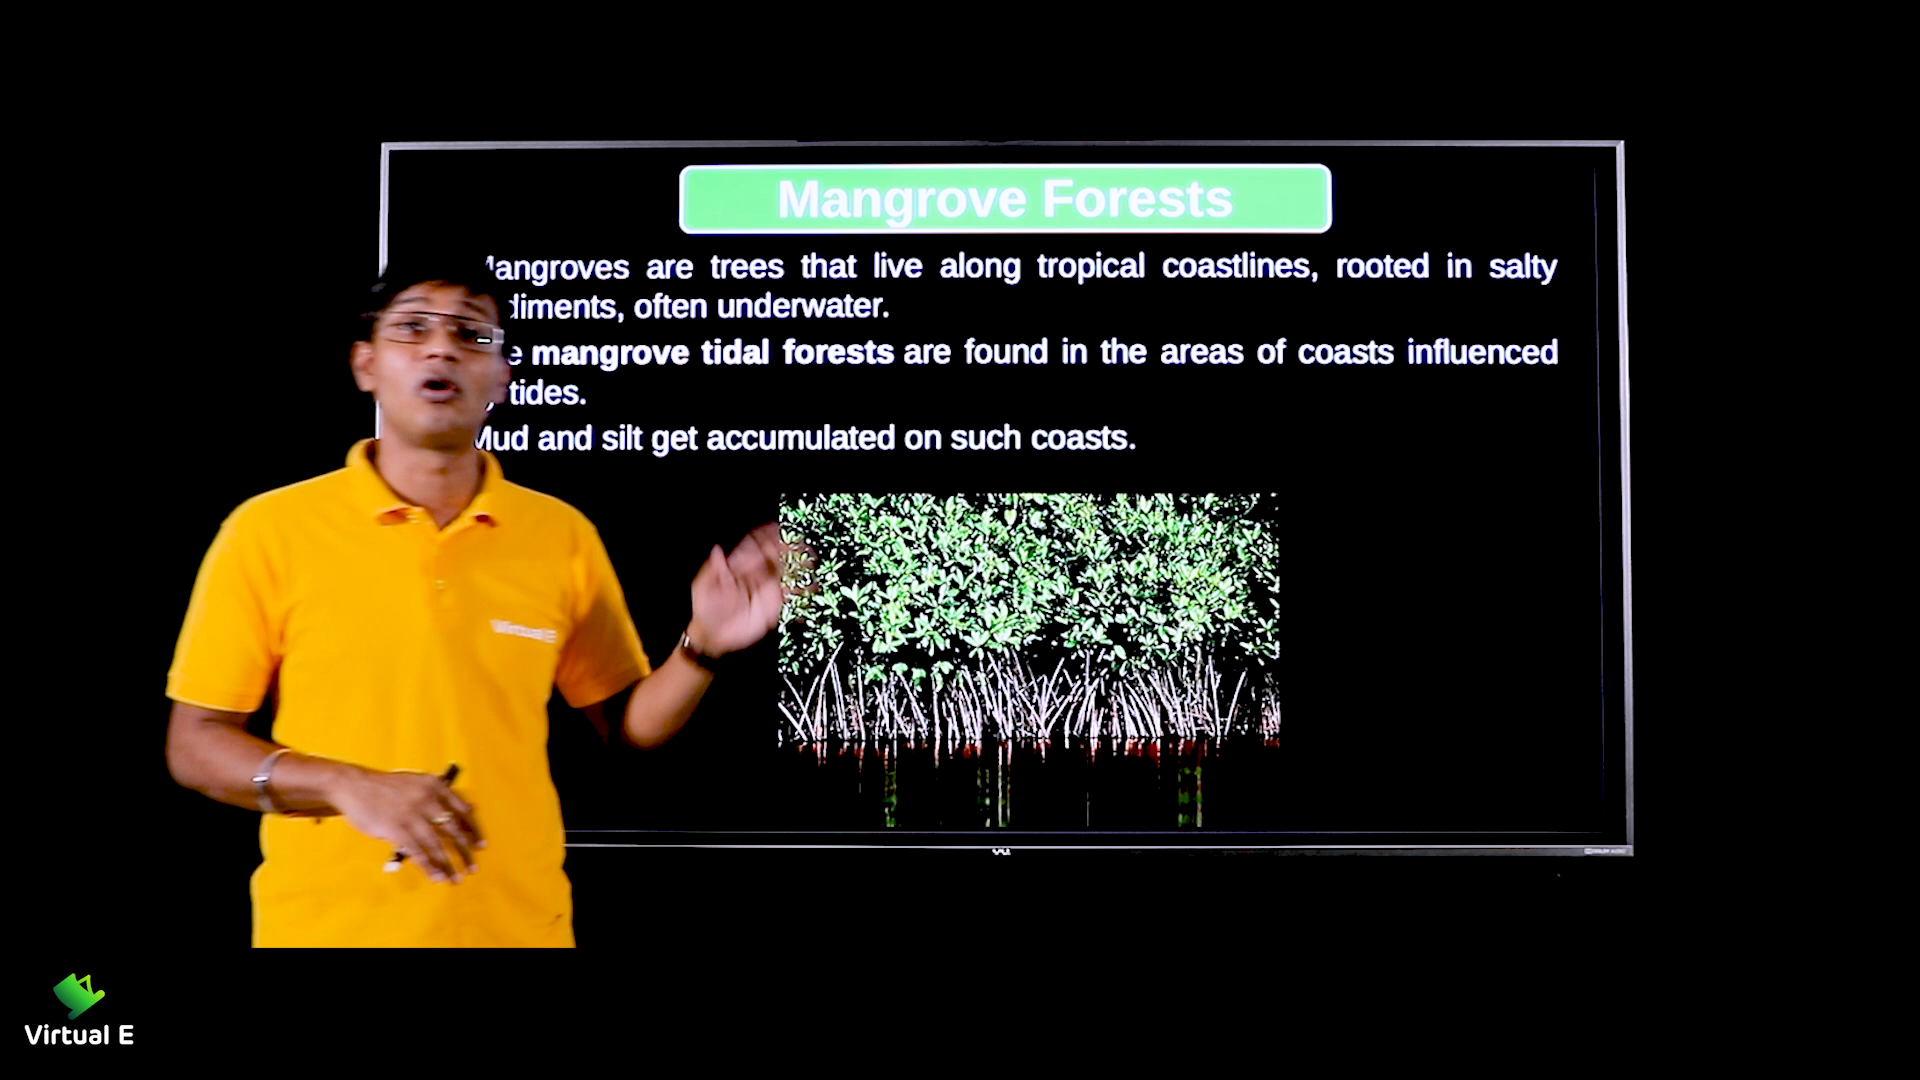 Mangrove Forests
angroves are trees that live along tropical coastlines, rooted in salty
diments, often underwater.
e mangrove tidal forests are found in the areas of coasts influenced
tides.
Mud and silt get accumulated on such coasts.
Virtual E
Virtual E